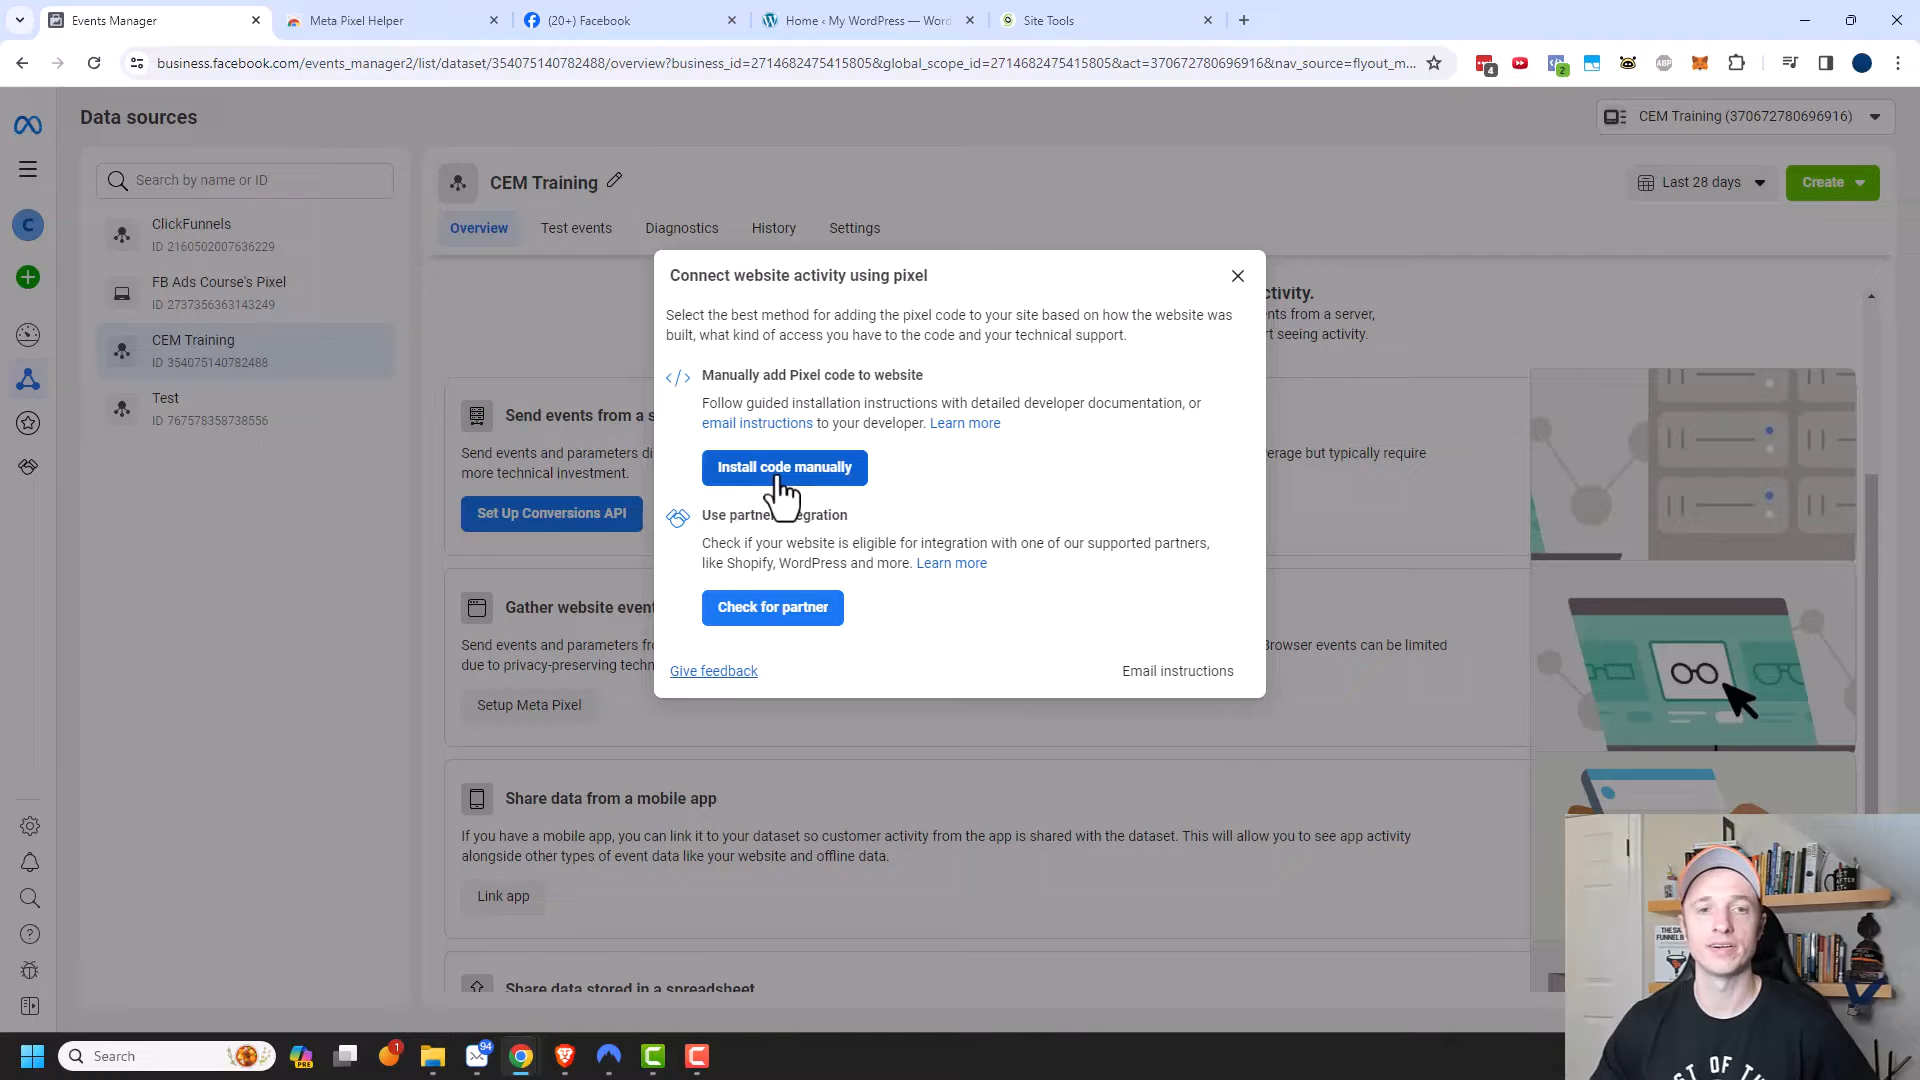 Events Manager
Meta Pixel Helper
(20+) Facebook
Home ‹ My WordPress — Word
Site Tools
business.facebook.com/events_manager2/list/dataset/354075140782488/overview?business_id=2714682475415805&global_scope_id=2714682475415805&act=370672780696916&nav_source=flyout_m...
4
2
ABP
Data sources
CEM Training (370672780696916)
Search by name or ID
C
ClickFunnels
ID 2160502007636229
FB Ads Course's Pixel
ID 2737356363143249
CEM Training
ID 354075140782488
Test
ID 767578358738556
CEM Training
Last 28 days
Create
Overview
Test events
Diagnostics
History
Settings
ctivity.
nts from a server,
rt seeing activity.
Connect website activity using pixel
Select the best method for adding the pixel code to your site based on how the website was
built, what kind of access you have to the code and your technical support.
Manually add Pixel code to website
Follow guided installation instructions with detailed developer documentation, or
email instructions to your developer. Learn more
Install code manually
Use partner integration
Check if your website is eligible for integration with one of our supported partners,
like Shopify, WordPress and more. Learn more
Check for partner
Give feedback
Email instructions
Send events from a s
Send events and parameters di
more technical investment.
erage but typically require
Set Up Conversions API
Gather website event
Send events and parameters fr
due to privacy-preserving techn
Browser events can be limited
Setup Meta Pixel
Share data from a mobile app
If you have a mobile app, you can link it to your dataset so customer activity from the app is shared with the dataset. This will allow you to see app activity
alongside other types of event data like your website and offline data.
Link app
Share data stored in a spreadsheet
Search
PRE
1
94